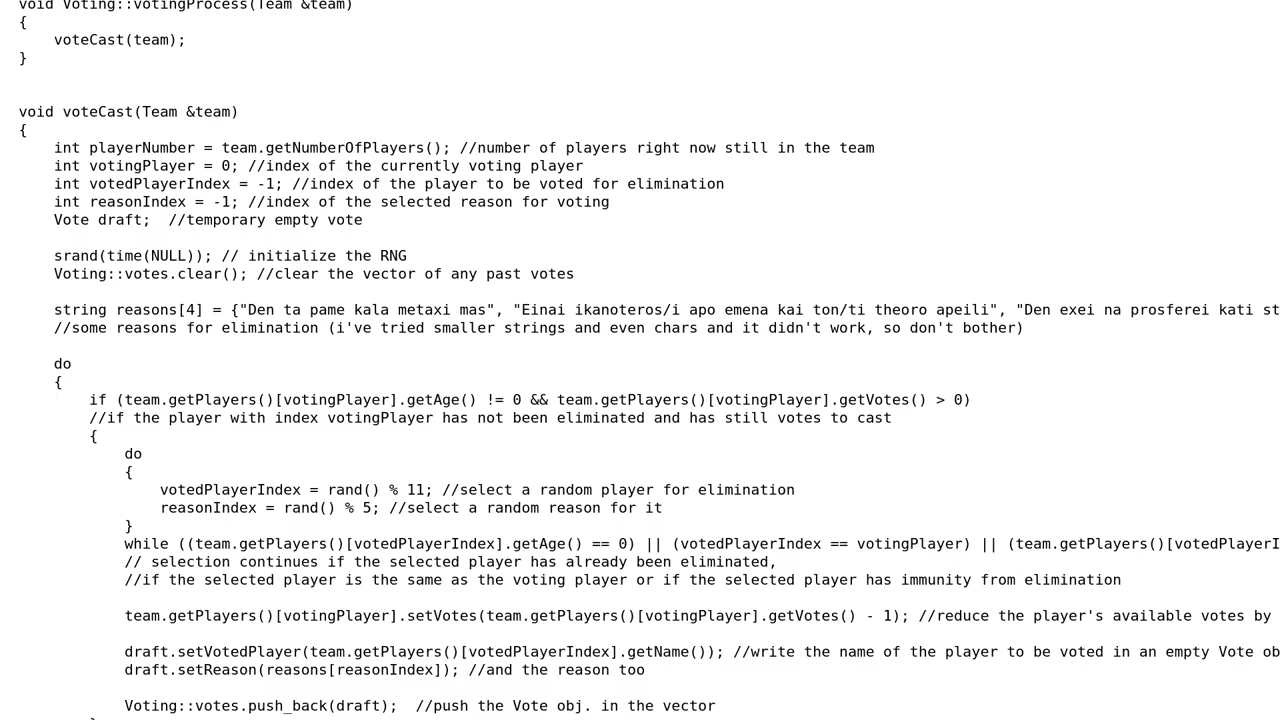 void Voting::votingProcess(Team &team)
{
    voteCast(team);
}
void voteCast(Team &team)
{
    int playerNumber = team.getNumberOfPlayers(); //number of players right now still in the team
    int votingPlayer = 0; //index of the currently voting player
    int votedPlayerIndex = -1; //index of the player to be voted for elimination
    int reasonIndex = -1; //index of the selected reason for voting
    Vote draft;  //temporary empty vote
    srand(time(NULL)); // initialize the RNG
    Voting::votes.clear(); //clear the vector of any past votes
    string reasons[4] = {"Den ta pame kala metaxi mas", "Einai ikanoteros/i apo emena kai ton/ti theoro apeili", "Den exei na prosferei kati st
    //some reasons for elimination (i've tried smaller strings and even chars and it didn't work, so don't bother)
    do
    {
        if (team.getPlayers()[votingPlayer].getAge() != 0 && team.getPlayers()[votingPlayer].getVotes() > 0)
        //if the player with index votingPlayer has not been eliminated and has still votes to cast
        {
            do
            {
                votedPlayerIndex = rand() % 11; //select a random player for elimination
                reasonIndex = rand() % 5; //select a random reason for it
            }
            while ((team.getPlayers()[votedPlayerIndex].getAge() == 0) || (votedPlayerIndex == votingPlayer) || (team.getPlayers()[votedPlayerI
            // selection continues if the selected player has already been eliminated,
            //if the selected player is the same as the voting player or if the selected player has immunity from elimination
            team.getPlayers()[votingPlayer].setVotes(team.getPlayers()[votingPlayer].getVotes() - 1); //reduce the player's available votes by
            draft.setVotedPlayer(team.getPlayers()[votedPlayerIndex].getName()); //write the name of the player to be voted in an empty Vote ob
            draft.setReason(reasons[reasonIndex]); //and the reason too
            Voting::votes.push_back(draft);  //push the Vote obj. in the vector